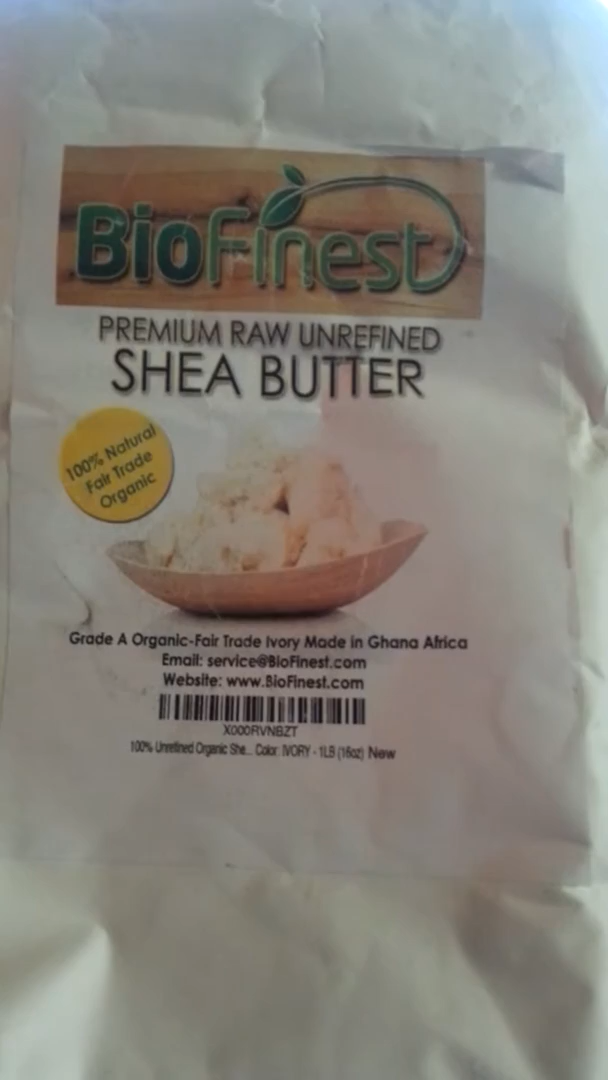 BioFinest
PREMIUM RAW UNREFINED
SHEA BUTTER
100% Natural
Fair Trade
Organic
Grade A Organic-Fair Trade Ivory Made in Ghana Africa
Email: service@BioFinest.com
Website: www.BioFinest.com
X000RVNBZT
100% Unrefined Organic She... Color: IVORY - 1LB (16oz) New